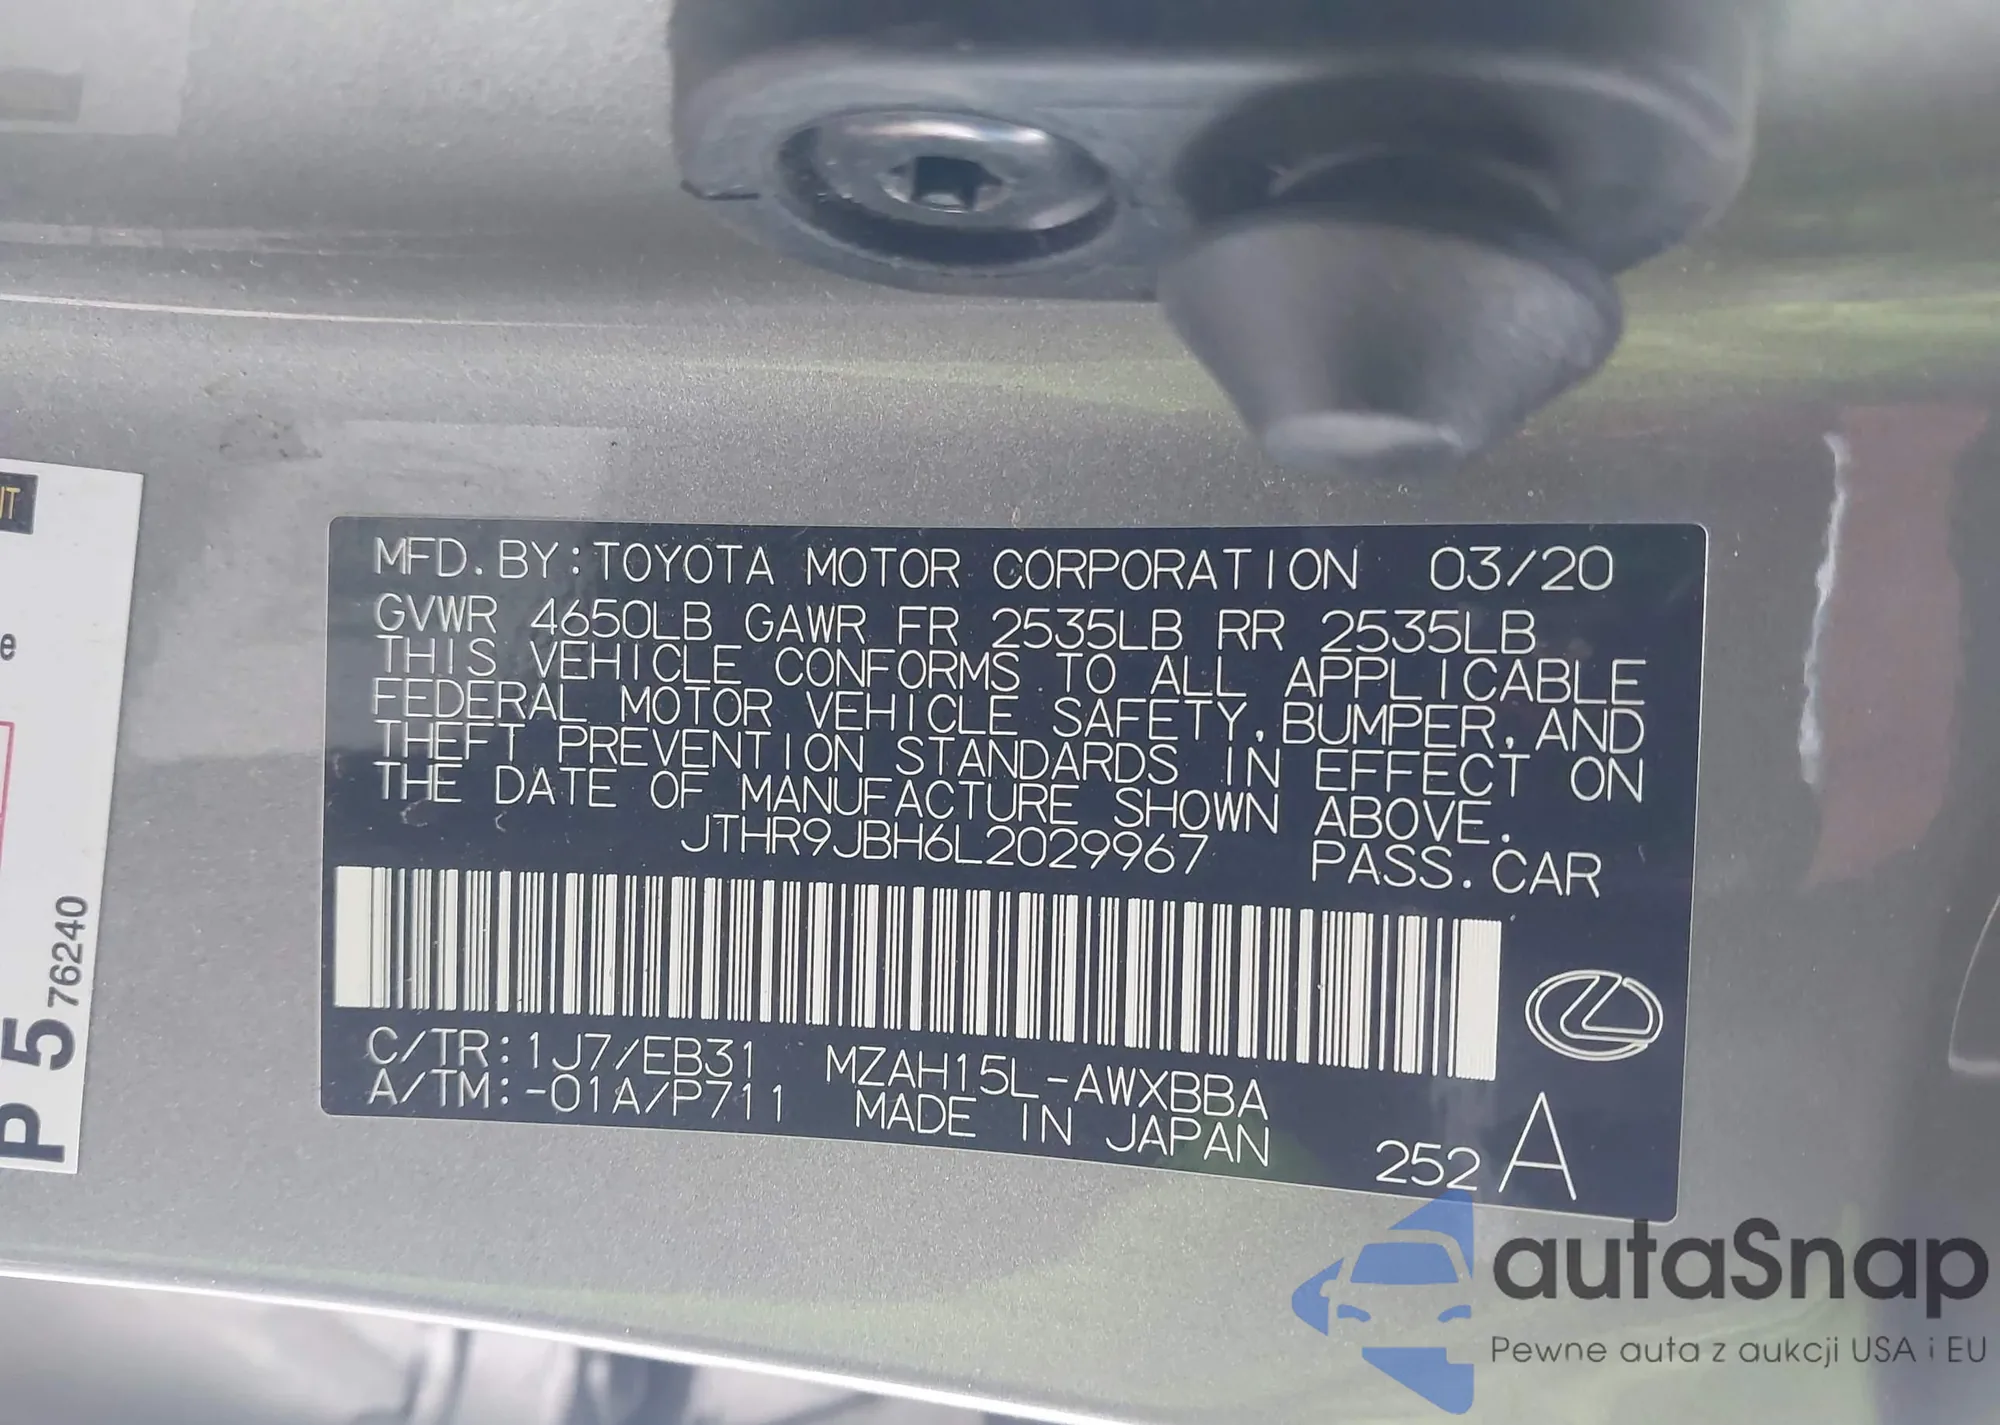 MFD. BY: TOYOTA MOTOR CORPORATION 03/20
GVWR 4650LB GAWR FR 2535LB RR 2535LB
THIS VEHICLE CONFORMS TO ALL APPLICABLE
FEDERAL MOTOR VEHICLE SAFETY, BUMPER, AND
THEFT PREVENTION STANDARDS IN EFFECT ON
THE DATE OF MANUFACTURE SHOWN ABOVE.
JTHR9JBH6L2029967 PASS. CAR
C/TR: 1J7/EB31 MZAH15L-AWXBBA
A/TM: -01A/P711 MADE IN JAPAN
252 A
P 5 76240
autaSnap
Pewne auta z aukcji USA i EU